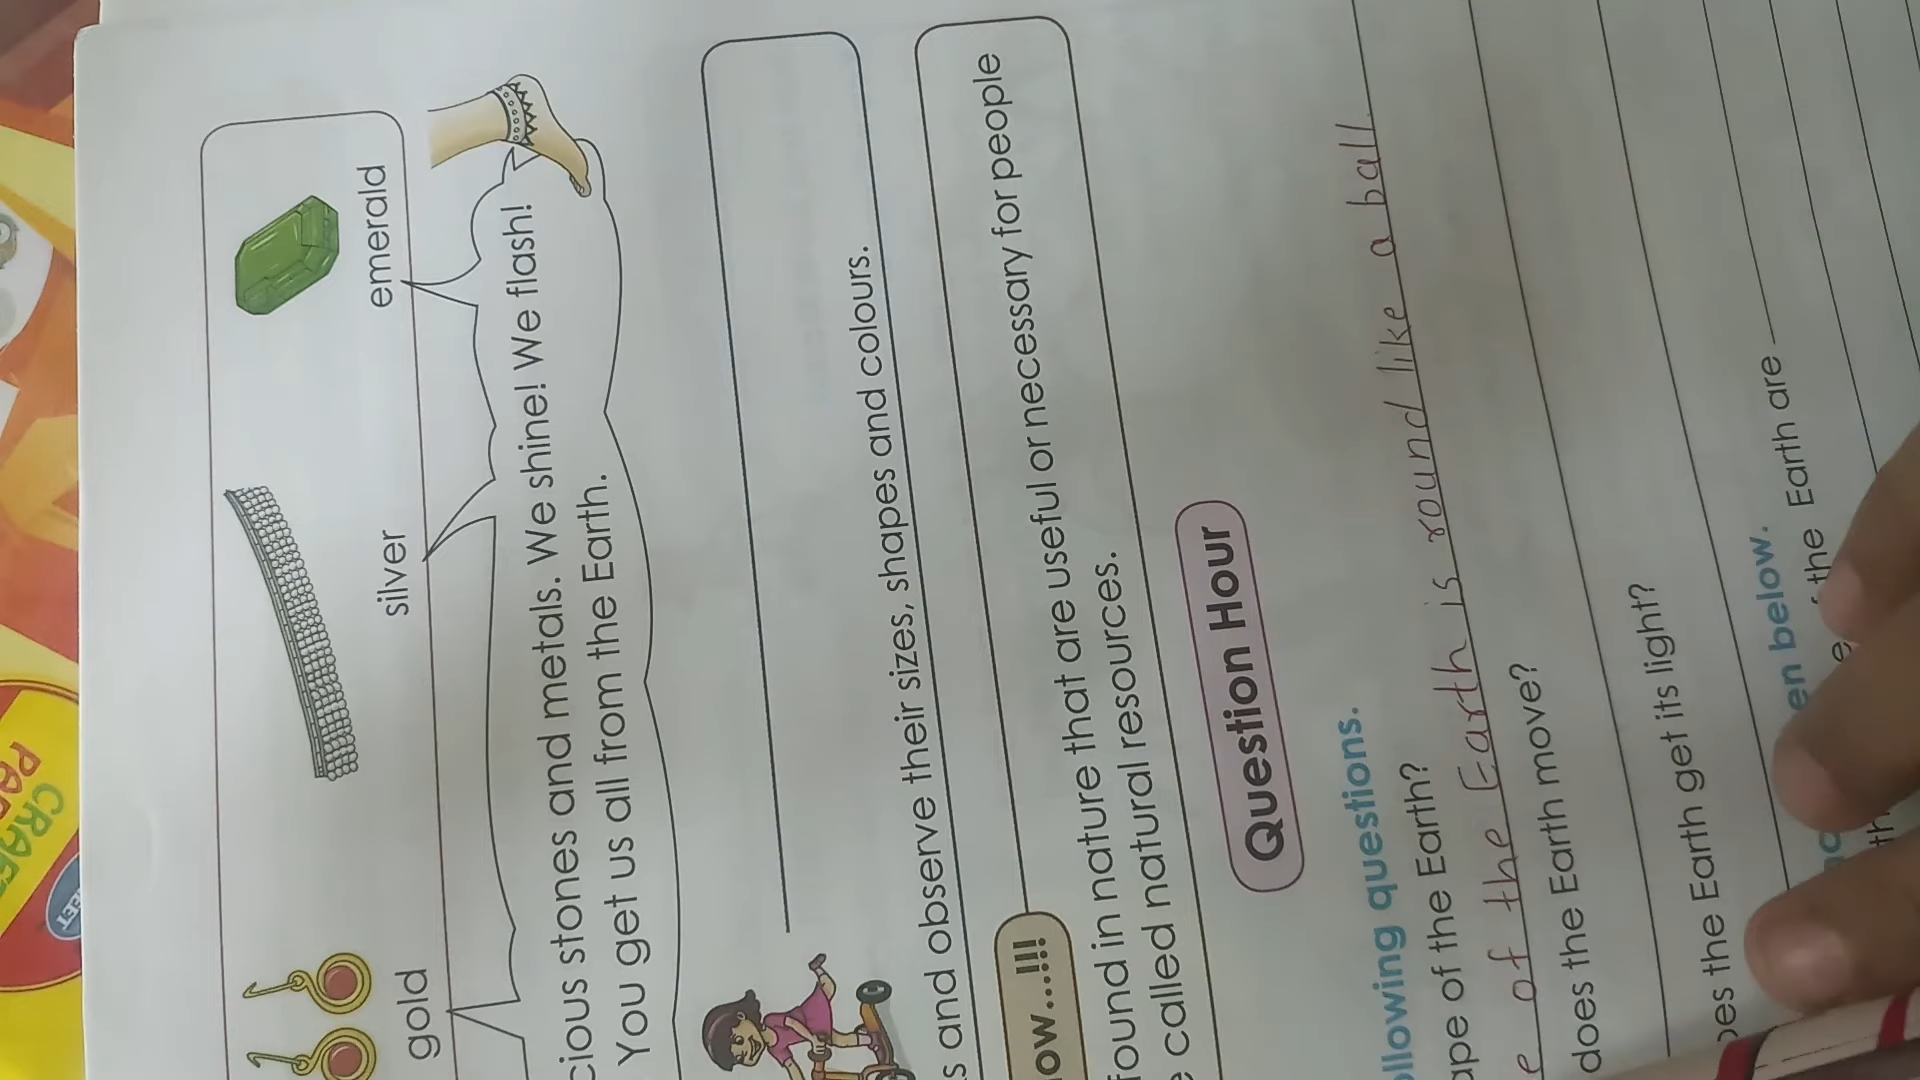 gold silver emerald
cious stones and metals. We shine! We flash!
You get us all from the Earth.
s and observe their sizes, shapes and colours.
ow...!!!
found in nature that are useful or necessary for people
called natural resources.
Question Hour
ollowing questions.
ape of the Earth?
e of the Earth is round like a ball.
does the Earth move?
oes the Earth get its light?
en below.
the Earth are